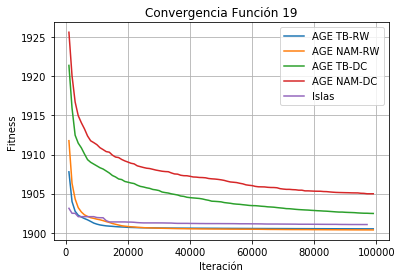 Convergencia Función 19
AGE TB-RW
AGE NAM-RW
AGE TB-DC
AGE NAM-DC
Islas
Fitness
1925
1920
1915
1910
1905
1900
0
20000
40000
60000
80000
100000
Iteración